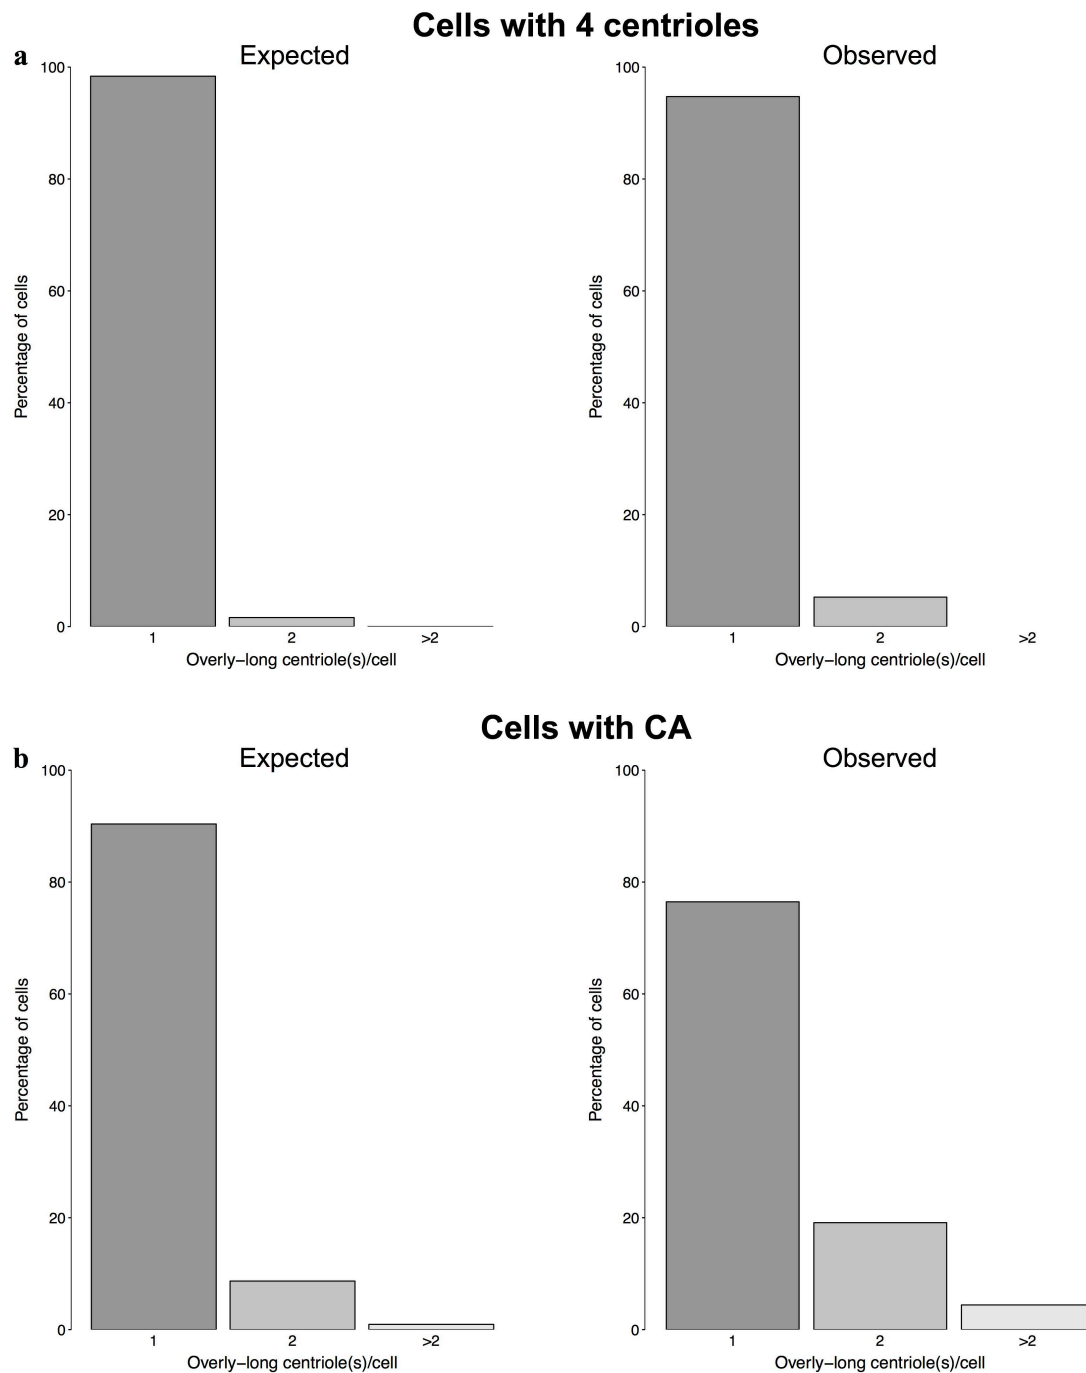 Cells with 4 centrioles
a
Expected
100
80
60
40
20
0
Percentage of cells
1 2 >2
Overly–long centriole(s)/cell
Observed
100
80
60
40
20
0
Percentage of cells
1 2 >2
Overly–long centriole(s)/cell
Cells with CA
b
Expected
100
80
60
40
20
0
Percentage of cells
1 2 >2
Overly–long centriole(s)/cell
Observed
100
80
60
40
20
0
Percentage of cells
1 2 >2
Overly–long centriole(s)/cell